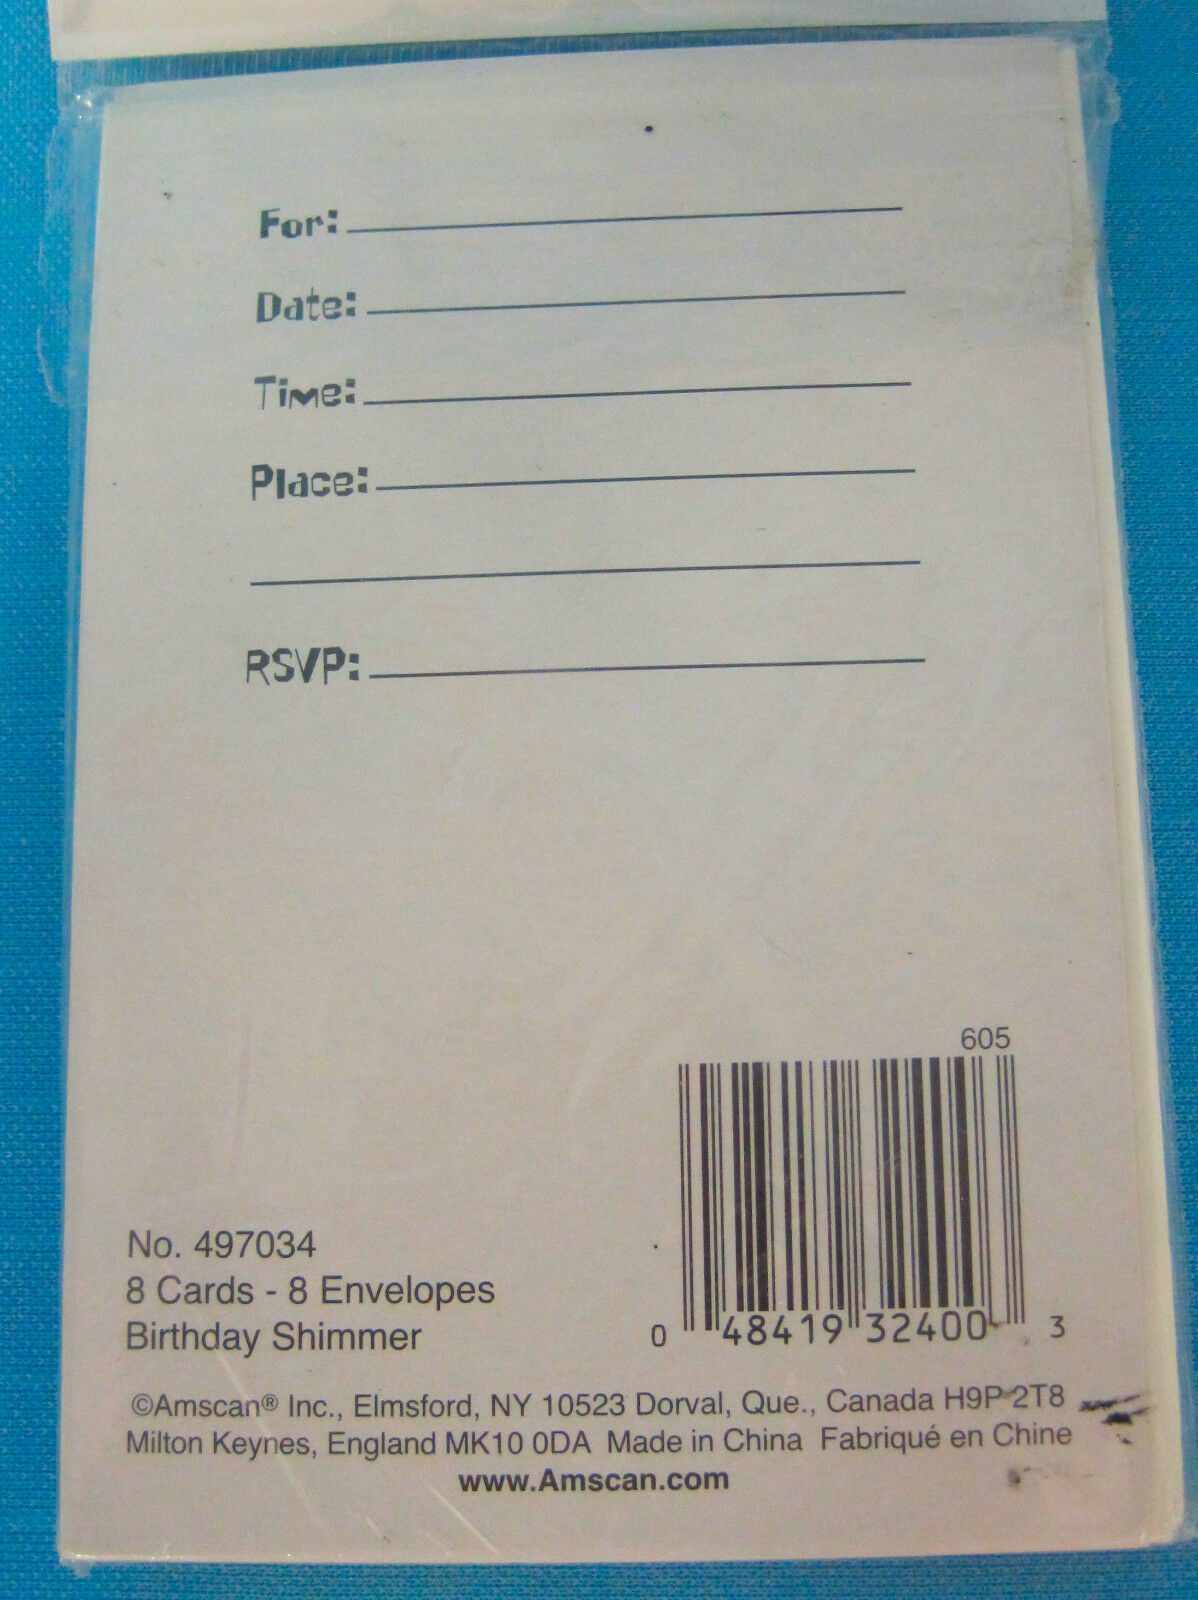 For:
Date:
Time:
Place:
RSVP:
605
0 48419 32400 3
No. 497034
8 Cards - 8 Envelopes
Birthday Shimmer
©Amscan® Inc., Elmsford, NY 10523 Dorval, Que., Canada H9P 2T8
Milton Keynes, England MK10 0DA Made in China Fabriqué en Chine
www.Amscan.com